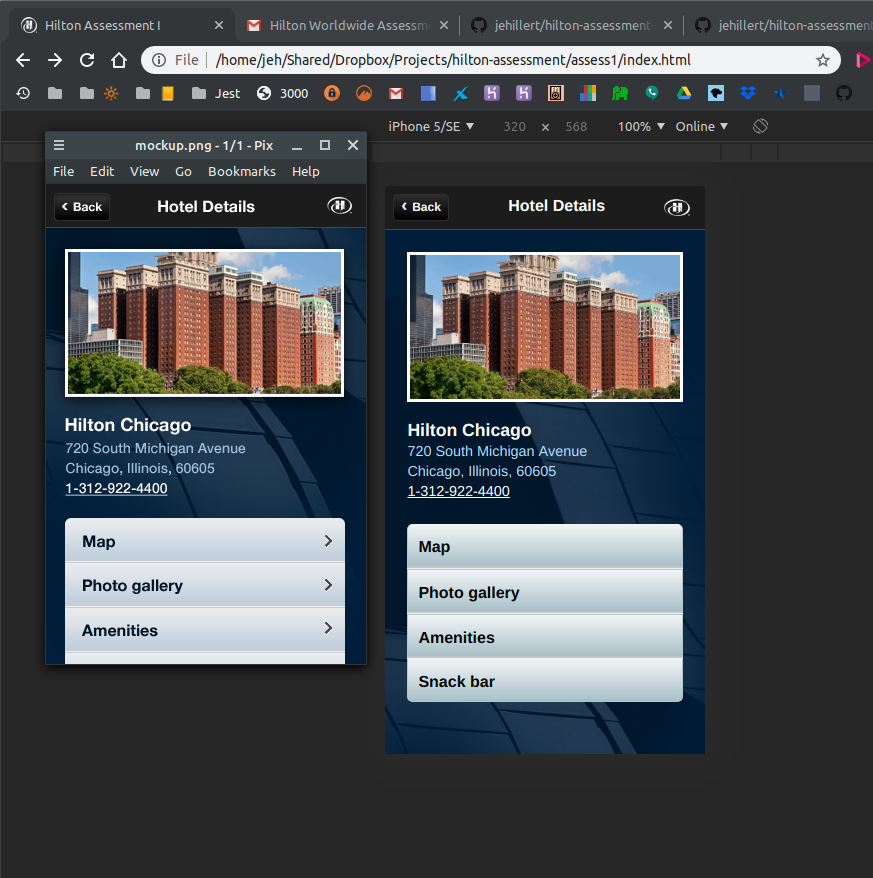 Hilton Assessment I
Hilton Worldwide Assessm
jehillert/hilton-assessment
jehillert/hilton-assessment
File
/home/jeh/Shared/Dropbox/Projects/hilton-assessment/assess1/index.html
Jest
3000
iPhone 5/SE
320
x
568
100%
Online
mockup.png - 1/1 - Pix
File Edit View Go Bookmarks Help
Back
Hotel Details
Hilton Chicago
720 South Michigan Avenue
Chicago, Illinois, 60605
1-312-922-4400
Map
Photo gallery
Amenities
Back
Hotel Details
Hilton Chicago
720 South Michigan Avenue
Chicago, Illinois, 60605
1-312-922-4400
Map
Photo gallery
Amenities
Snack bar